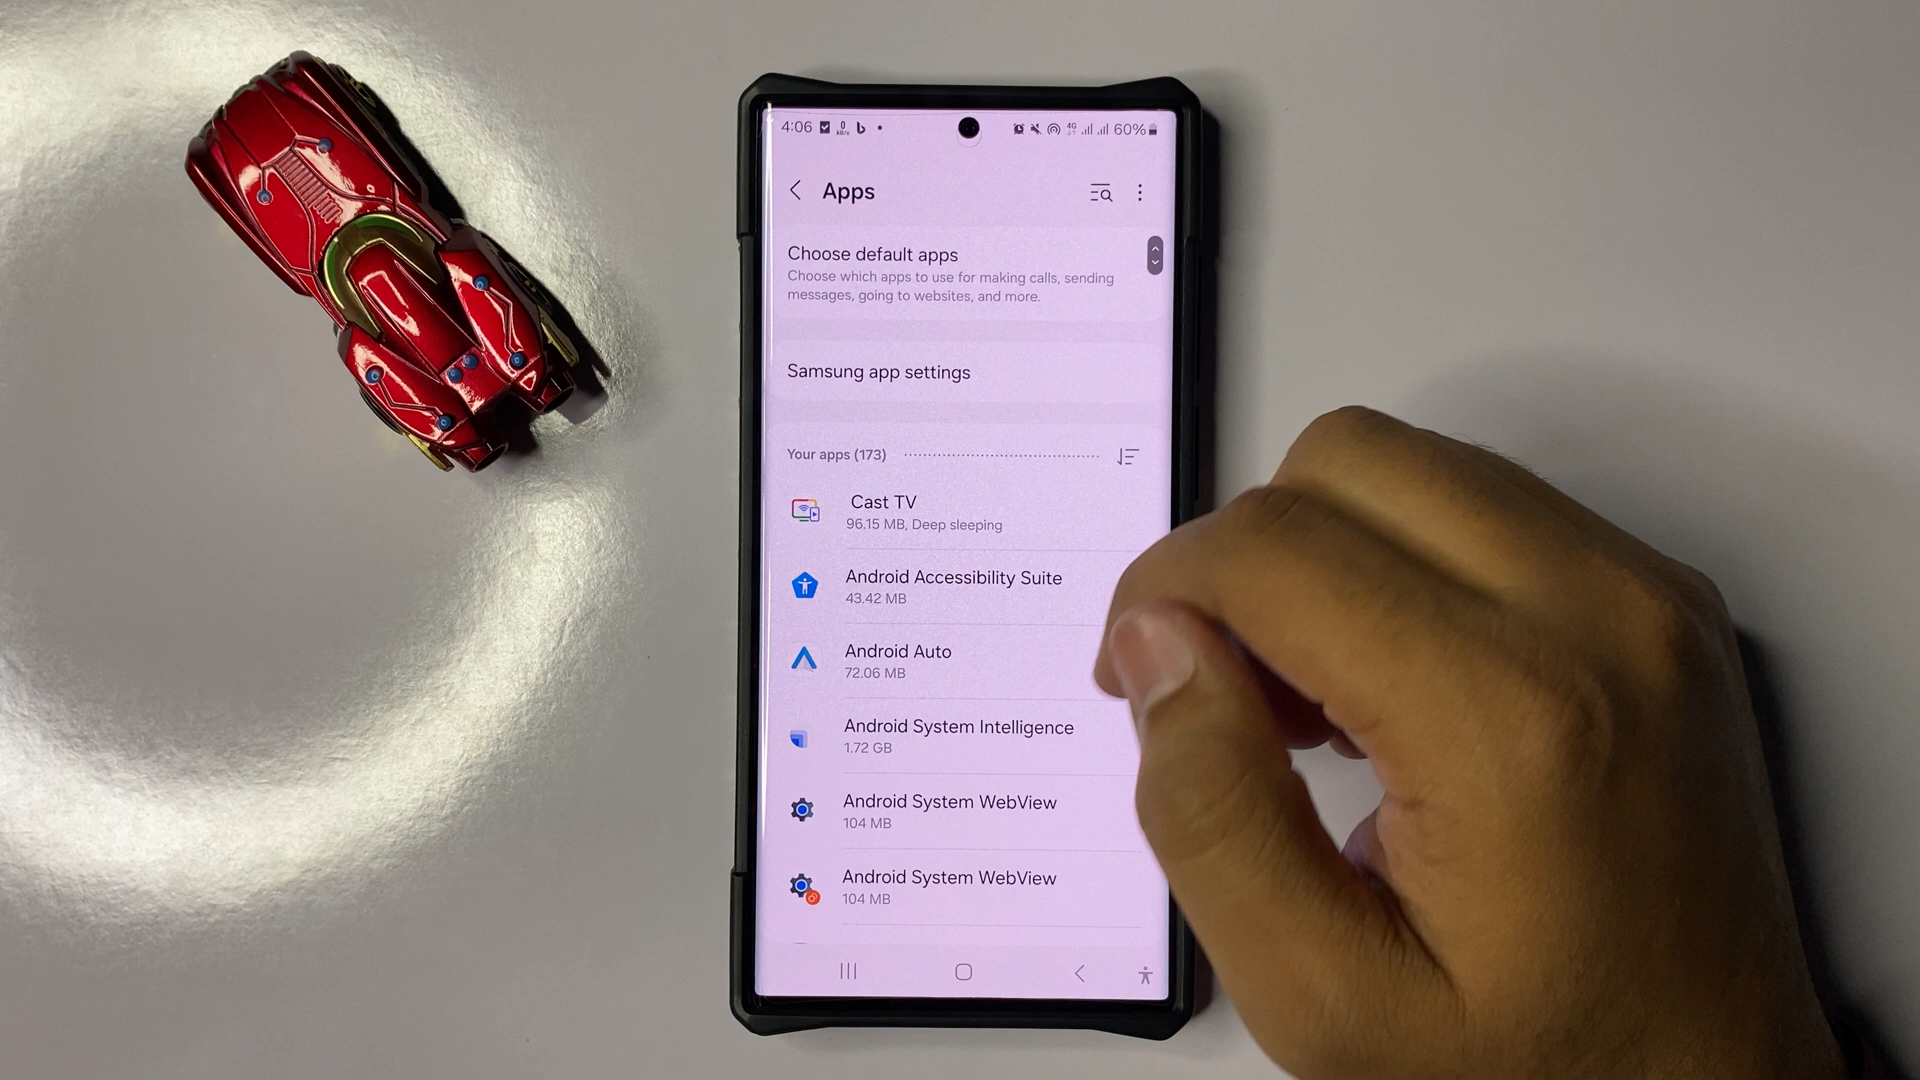 4:06 0 KB/s 4G 60%
Apps
Choose default apps
Choose which apps to use for making calls, sending
messages, going to websites, and more.
Samsung app settings
Your apps (173)
Cast TV
96.15 MB, Deep sleeping
Android Accessibility Suite
43.42 MB
Android Auto
72.06 MB
Android System Intelligence
1.72 GB
Android System WebView
104 MB
Android System WebView
104 MB